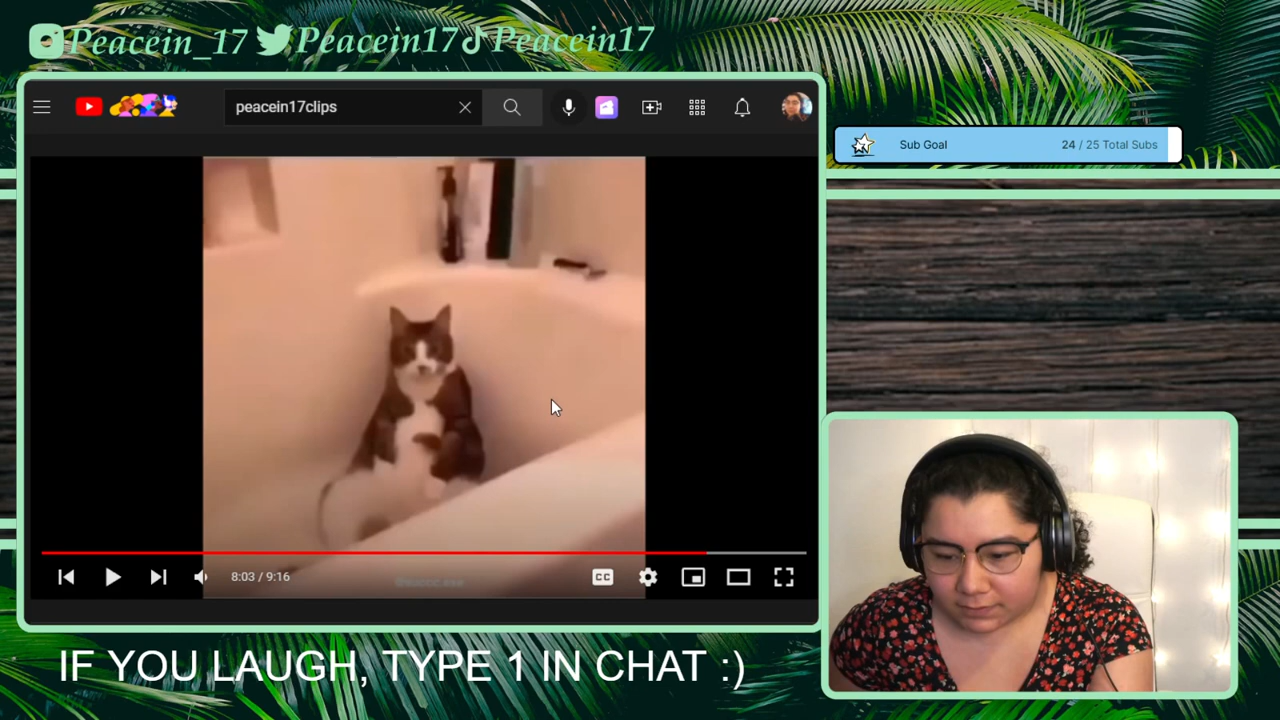 Peacein_17 Peacein17 Peacein17
peacein17clips
Sub Goal 24 / 25 Total Subs
8:03 / 9:16
CC
IF YOU LAUGH, TYPE 1 IN CHAT :)